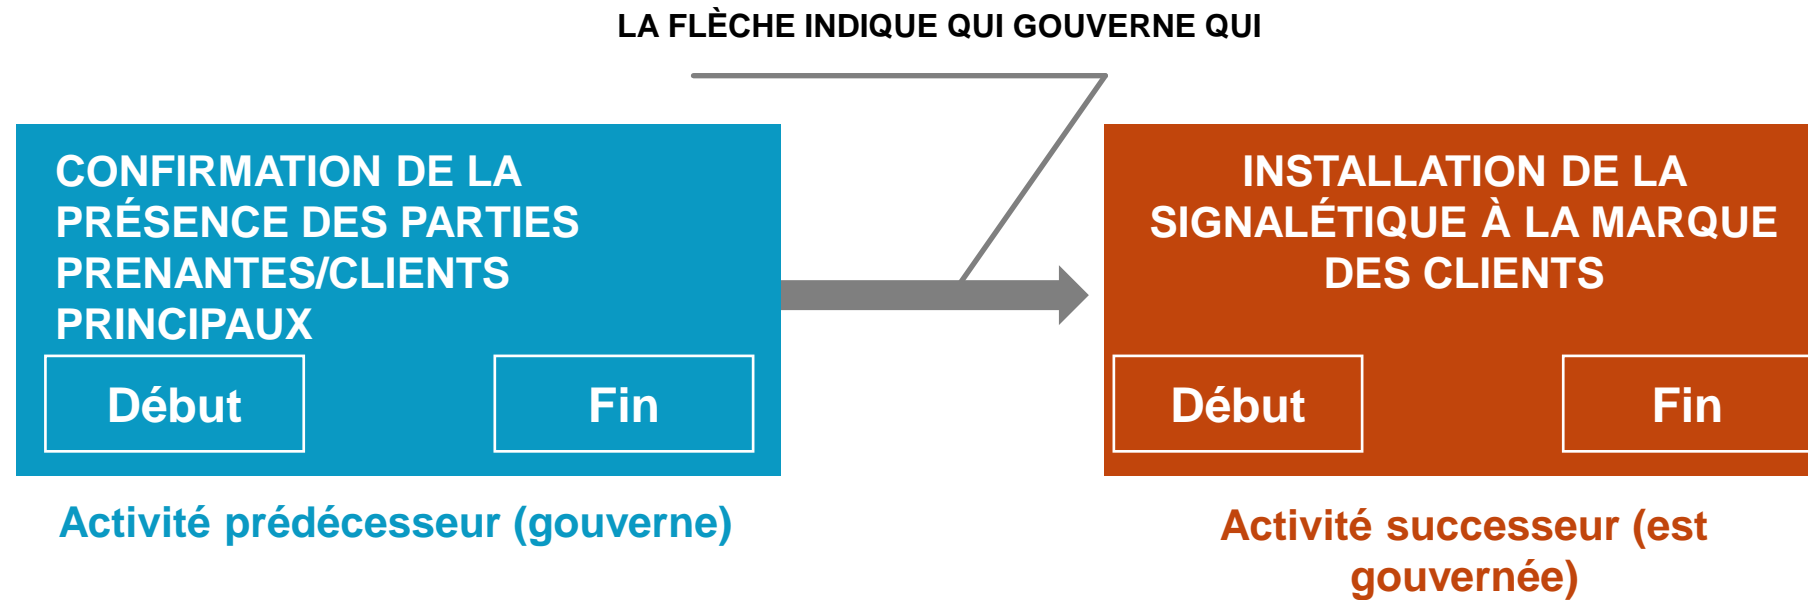 LA FLÈCHE INDIQUE QUI GOUVERNE QUI
CONFIRMATION DE LA
PRÉSENCE DES PARTIES
PRENANTES/CLIENTS
PRINCIPAUX
Début
Fin
Activité prédécesseur (gouverne)
INSTALLATION DE LA
SIGNALÉTIQUE À LA MARQUE
DES CLIENTS
Début
Fin
Activité successeur (est
gouvernée)